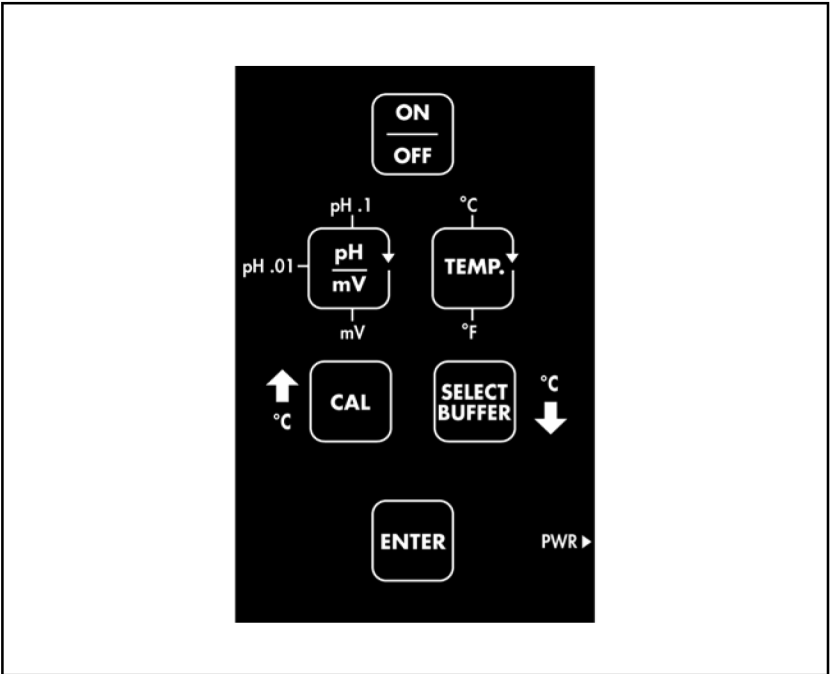 ON
OFF
pH .1
°C
pH .01
pH
mV
TEMP.
mV
°F
°C
CAL
SELECT
BUFFER
°C
ENTER
PWR